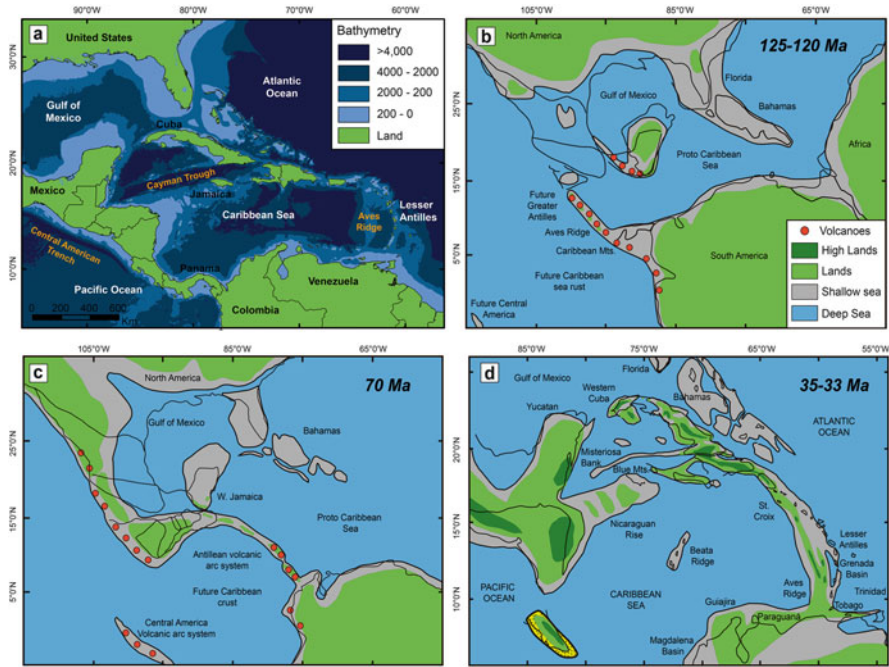 a
United States
Bathymetry
>4,000
4000 - 2000
2000 - 200
200 - 0
Land
Atlantic
Ocean
Gulf of
Mexico
Cuba
Mexico
Cayman Trough
Jamaica
Caribbean Sea
Aves
Ridge
Lesser
Antilles
Central American
Trench
Panama
Pacific Ocean
Venezuela
Colombia
0 200 400 600
Km
90°0'W
80°0'W
70°0'W
60°0'W
30°0'N
20°0'N
10°0'N
b
125-120 Ma
105°0'W
85°0'W
65°0'W
North America
Florida
Gulf of Mexico
Bahamas
Proto Caribbean
Sea
Africa
Future
Greater
Antilles
Aves Ridge
Caribbean Mts.
South America
Future Caribbean
sea rust
Future Central
America
Volcanoes
High Lands
Lands
Shallow sea
Deep Sea
25°0'N
15°0'N
5°0'N
c
70 Ma
105°0'W
85°0'W
65°0'W
North America
Gulf of Mexico
Bahamas
W. Jamaica
Proto Caribbean
Sea
Antillean volcanic
arc system
Future Caribbean
crust
Central America
Volcanic arc system
25°0'N
15°0'N
5°0'N
d
35-33 Ma
85°0'W
75°0'W
65°0'W
55°0'W
Gulf of Mexico
Western
Cuba
Florida
Bahamas
Yucatan
ATLANTIC
OCEAN
Misteriosa
Bank
Blue Mts.
St.
Croix
Nicaraguan
Rise
Beata
Ridge
Lesser
Antilles
Grenada
Basin
PACIFIC
OCEAN
CARIBBEAN
SEA
Aves
Ridge
Trinidad
Tobago
Guiajira
Paraguaná
Magdalena
Basin
20°0'N
15°0'N
10°0'N